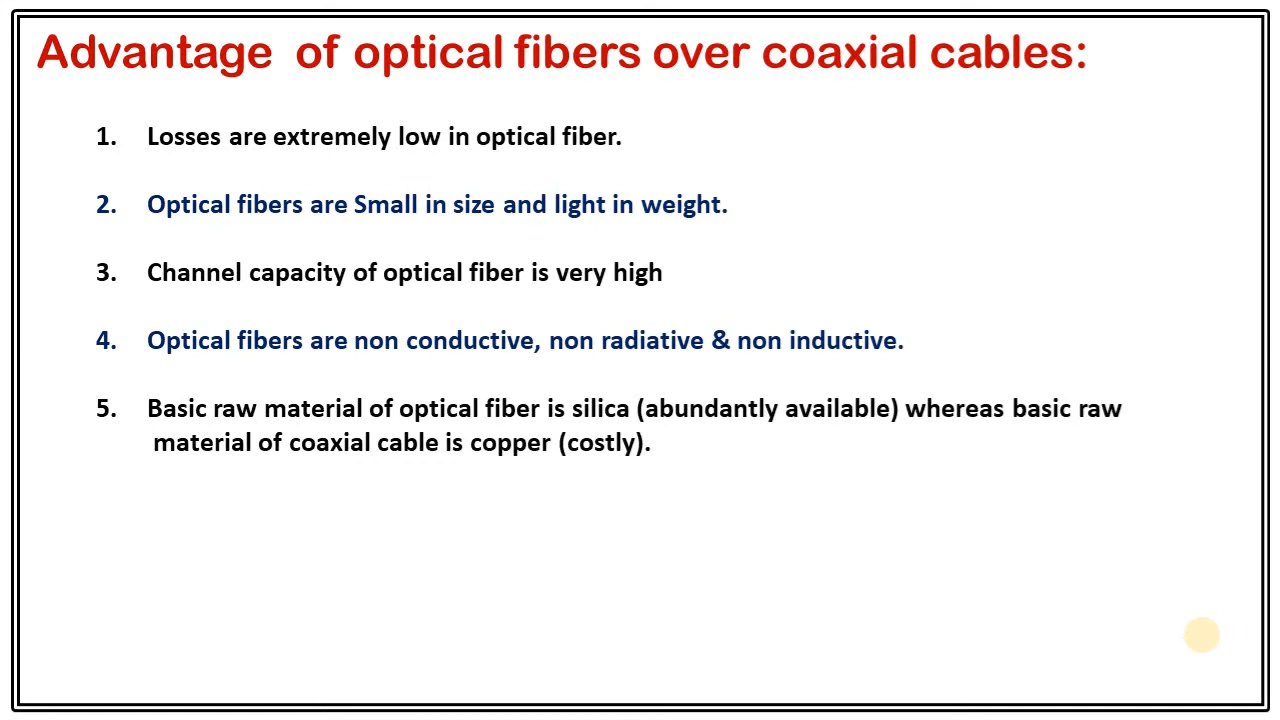 Advantage of optical fibers over coaxial cables:
1. Losses are extremely low in optical fiber.
2. Optical fibers are Small in size and light in weight.
3. Channel capacity of optical fiber is very high
4. Optical fibers are non conductive, non radiative & non inductive.
5. Basic raw material of optical fiber is silica (abundantly available) whereas basic raw
material of coaxial cable is copper (costly).